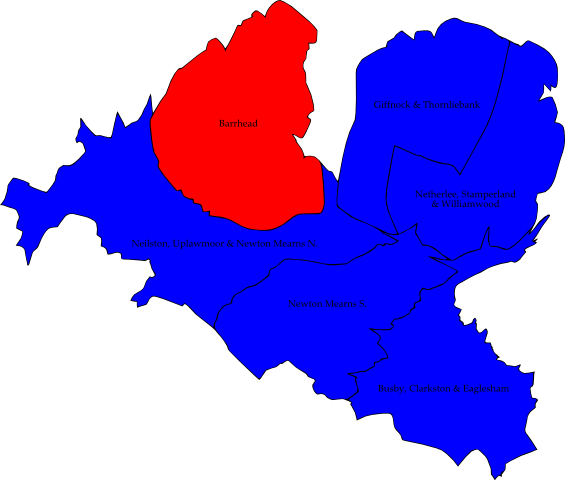 Giffnock & Thornliebank
Barrhead
Netherlee, Stamperland
& Williamwood
Neilston, Uplawmoor & Newton Mearns N.
Newton Mearns S.
Busby, Clarkston & Eaglesham